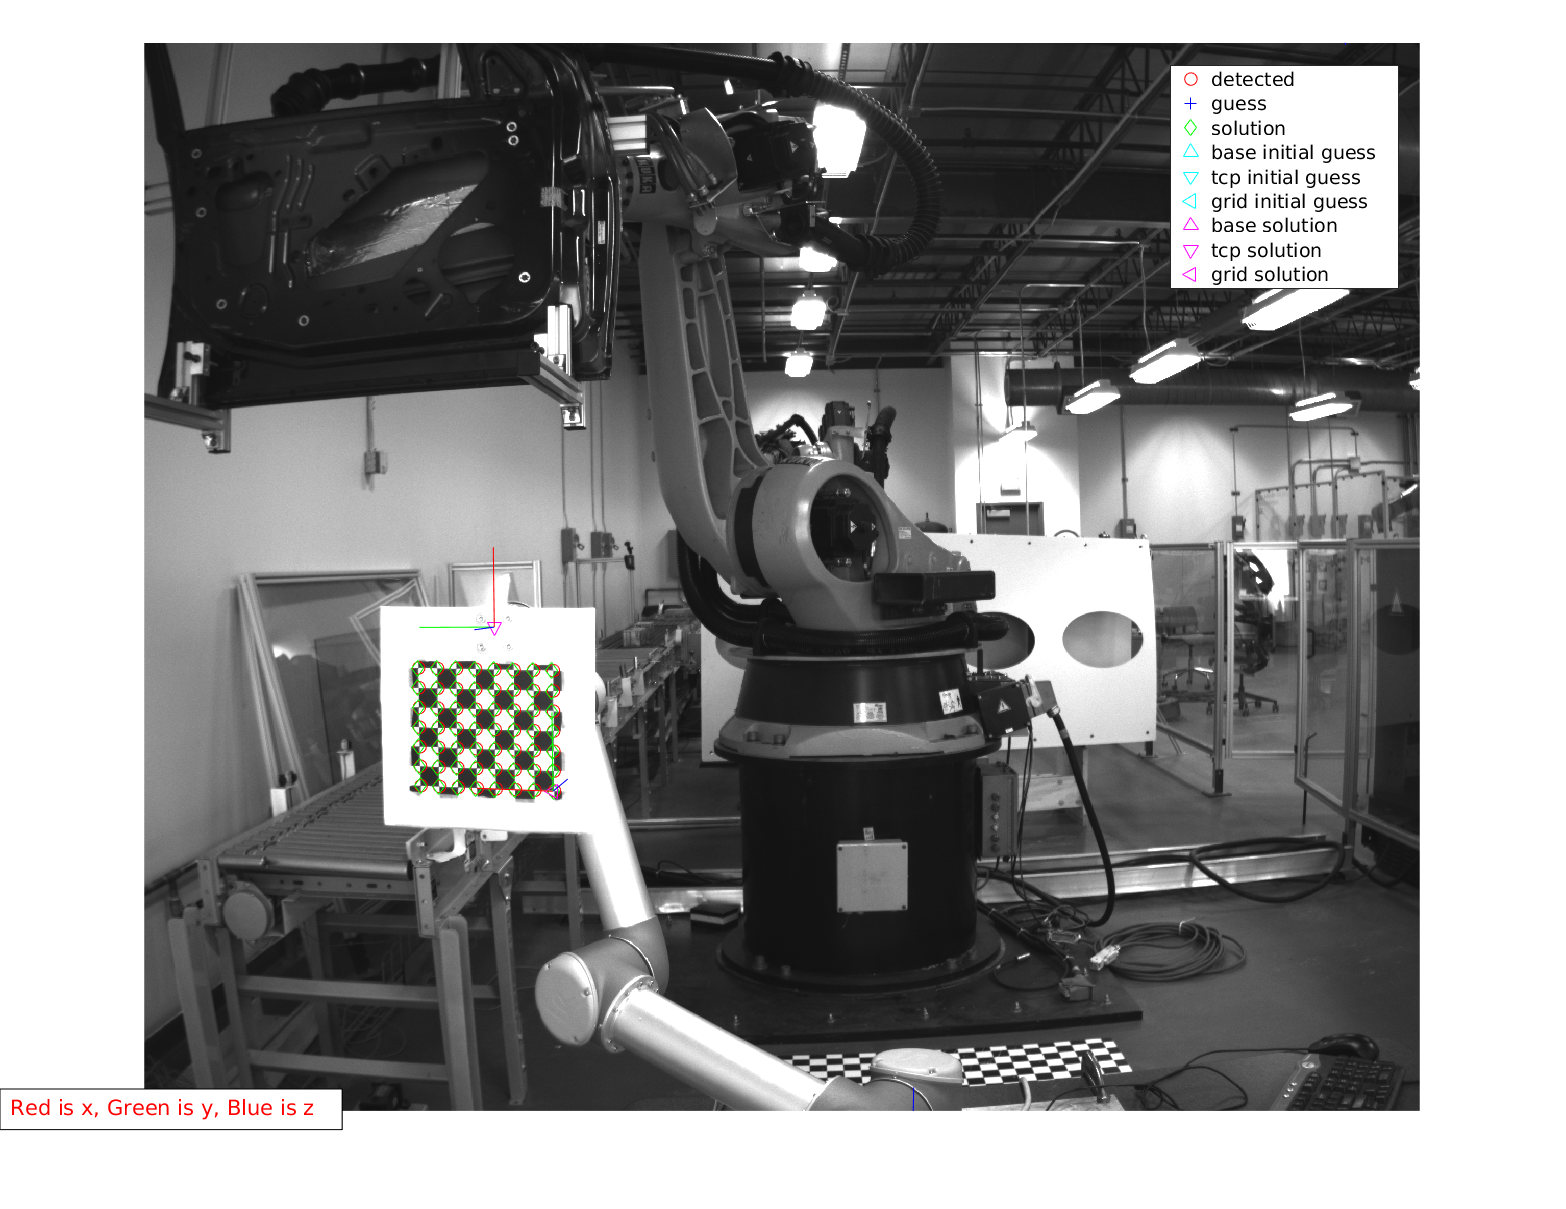 detected
guess
solution
base initial guess
tcp initial guess
grid initial guess
base solution
tcp solution
grid solution
Red is x, Green is y, Blue is z